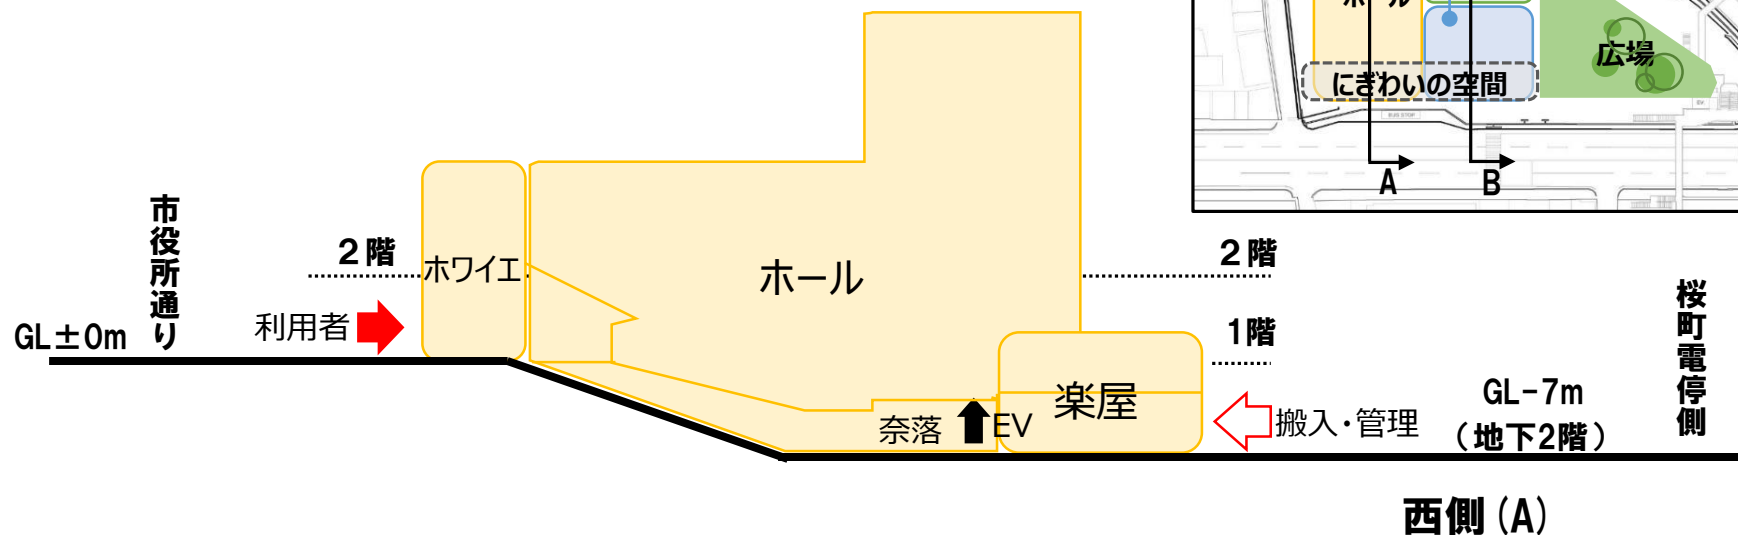 ホール
広場
にぎわいの空間
BUS STOP
A
B
市役所通り
2階
ホワイエ
ホール
2階
利用者
GL±0m
1階
桜町電停側
楽屋
GL-7m
奈落
EV
搬入・管理
（地下2階）
西側(A)